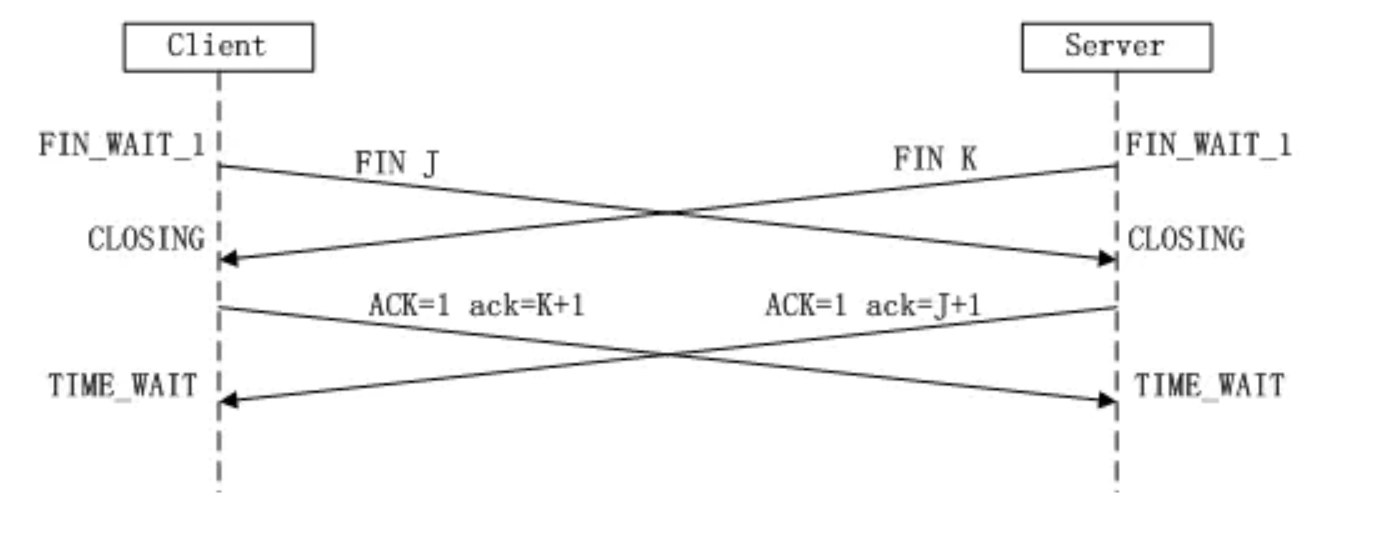 Client
Server
FIN_WAIT_1
FIN J
FIN K
FIN_WAIT_1
CLOSING
CLOSING
ACK=1 ack=K+1
ACK=1 ack=J+1
TIME_WAIT
TIME_WAIT